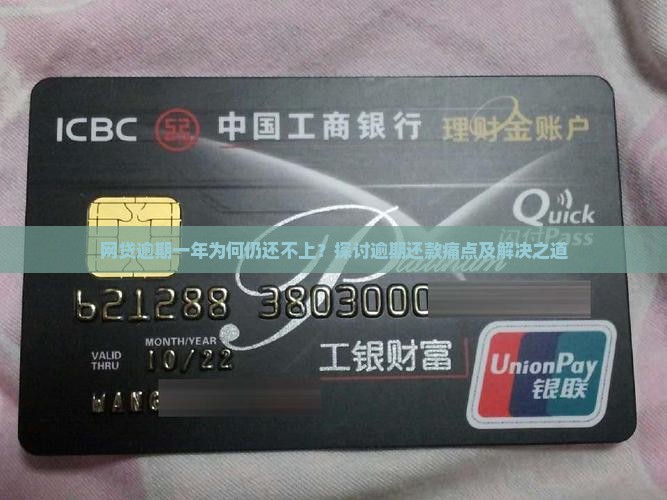 ICBC 中国工商银行 理财金账户
Quick
闪付Pass
网贷逾期一年为何仍还不上？探讨逾期还款痛点及解决之道
Platinum
621288 3803000
MONTH/YEAR
VALID THRU 10/22
工银财富
UnionPay
银联
WANG